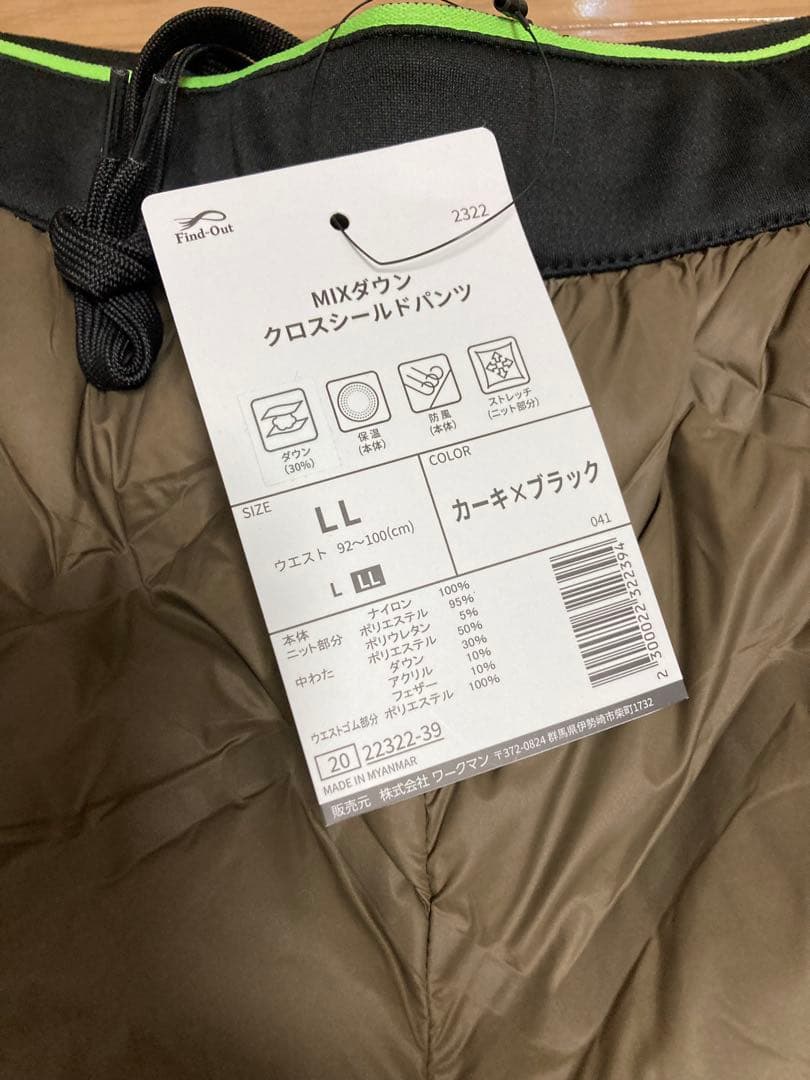 Find-Out
2322
MIXダウン
クロスシールドパンツ
ダウン
(30%)
保温
(本体)
防風
(本体)
ストレッチ
(ニット部分)
SIZE
LL
ウエスト 92〜100(cm)
L LL
COLOR
カーキ×ブラック
041
本体 ナイロン 100%
ニット部分 ポリエステル 95%
ポリウレタン 5%
中わた ポリエステル 50%
ダウン 30%
アクリル 10%
フェザー 10%
ウエストゴム部分 ポリエステル 100%
20 22322-39
MADE IN MYANMAR
2300022322394
販売元 株式会社 ワークマン 〒372-0824 群馬県伊勢崎市柴町1732